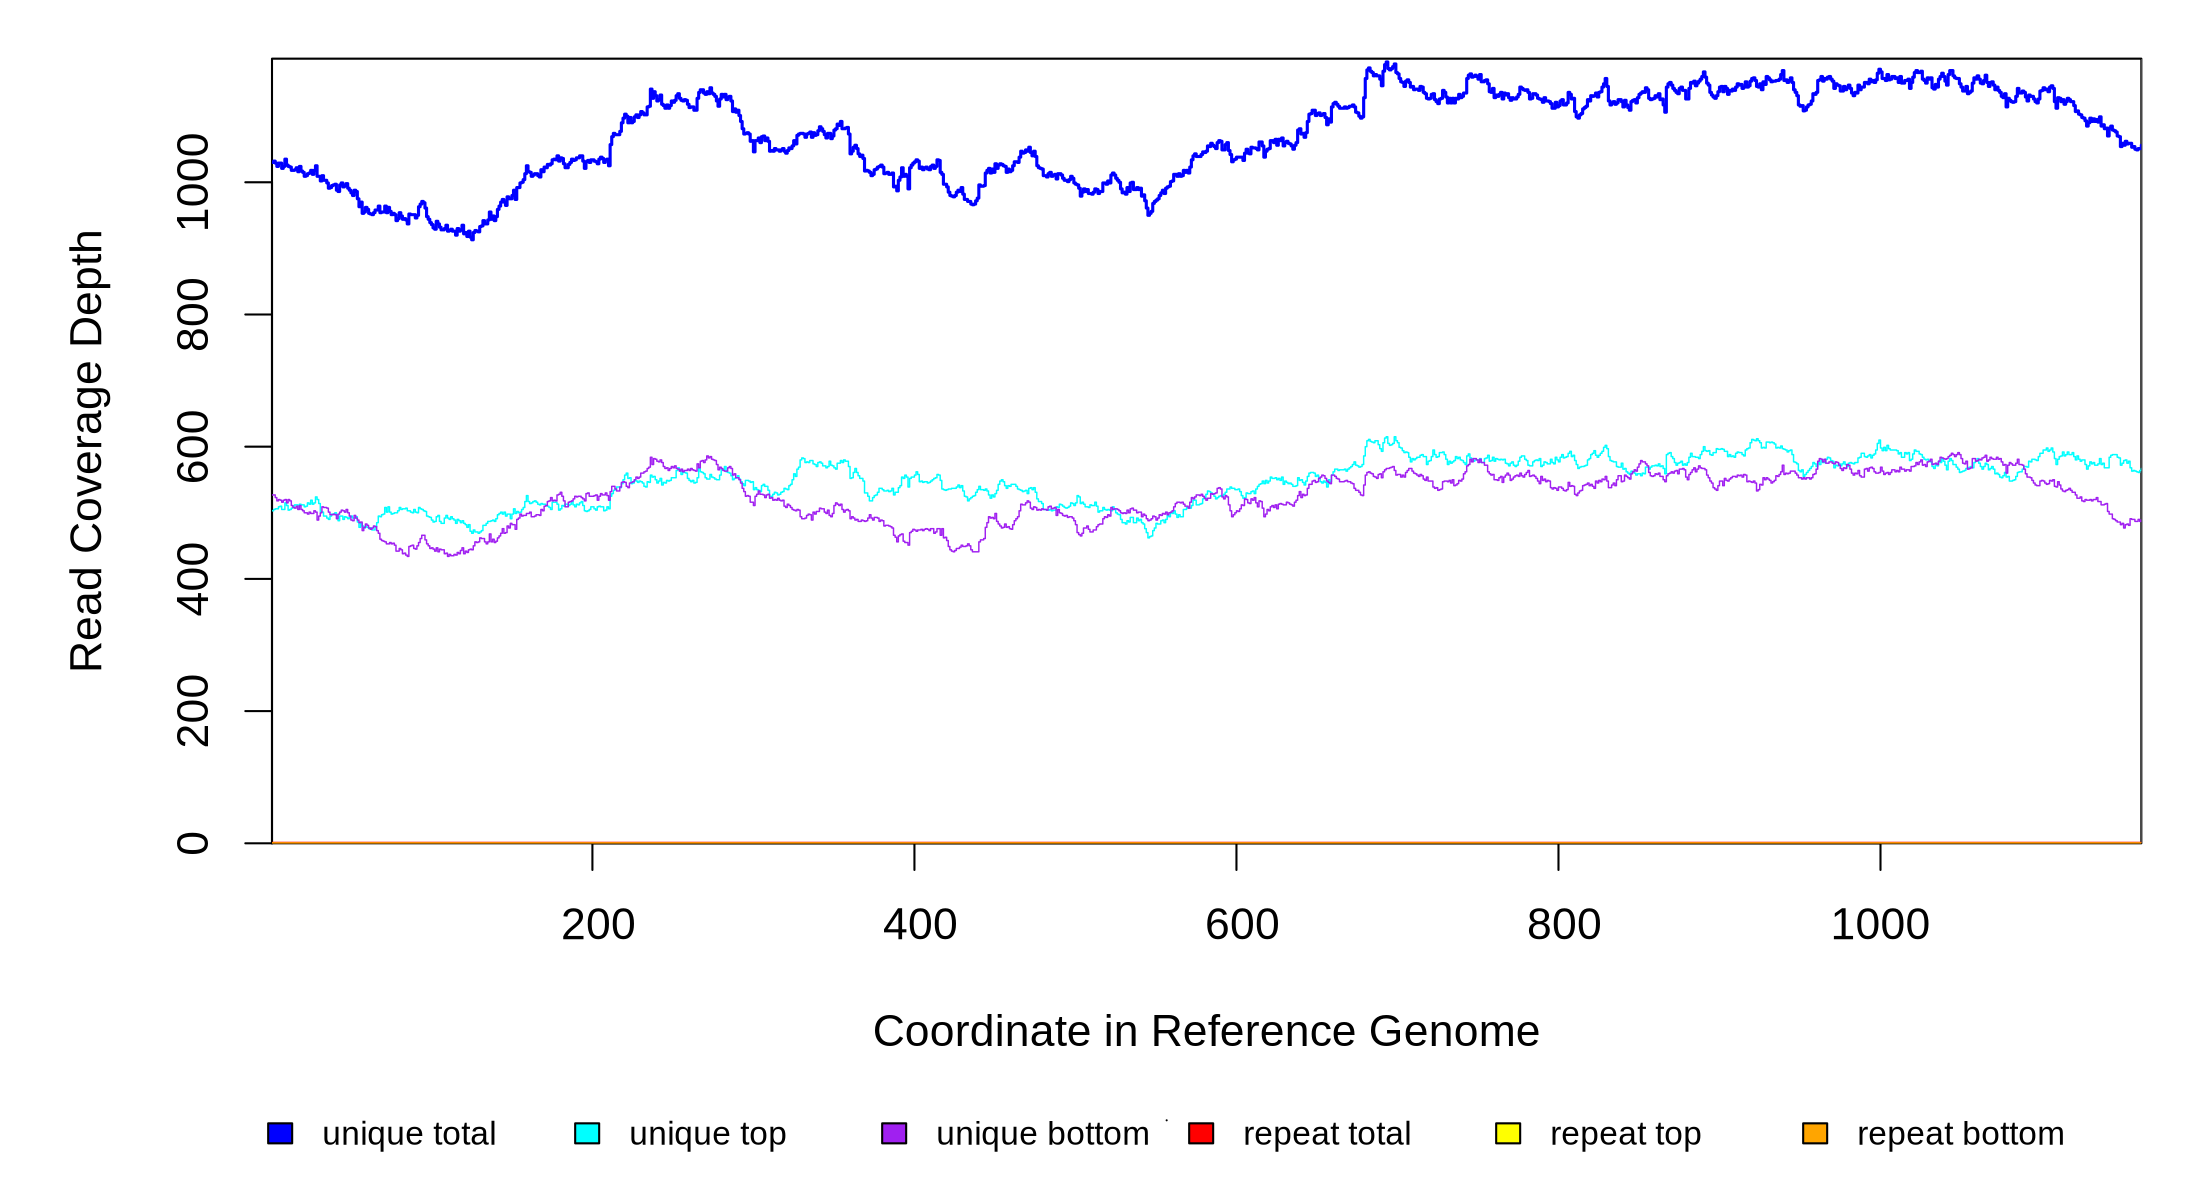 Read Coverage Depth
1000
800
600
400
200
0
200 400 600 800 1000
Coordinate in Reference Genome
unique total unique top unique bottom repeat total repeat top repeat bottom